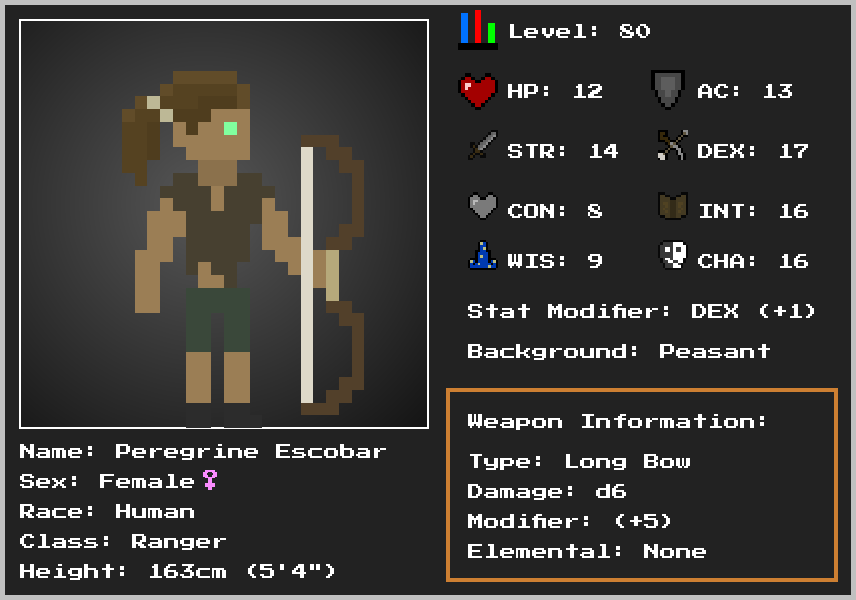 Level: 80
HP: 12
AC: 13
STR: 14
DEX: 17
CON: 8
INT: 16
WIS: 9
CHA: 16
Stat Modifier: DEX (+1)
Background: Peasant
Weapon Information:
Type: Long Bow
Damage: d6
Modifier: (+5)
Elemental: None
Name: Peregrine Escobar
Sex: Female♀
Race: Human
Class: Ranger
Height: 163cm (5'4")